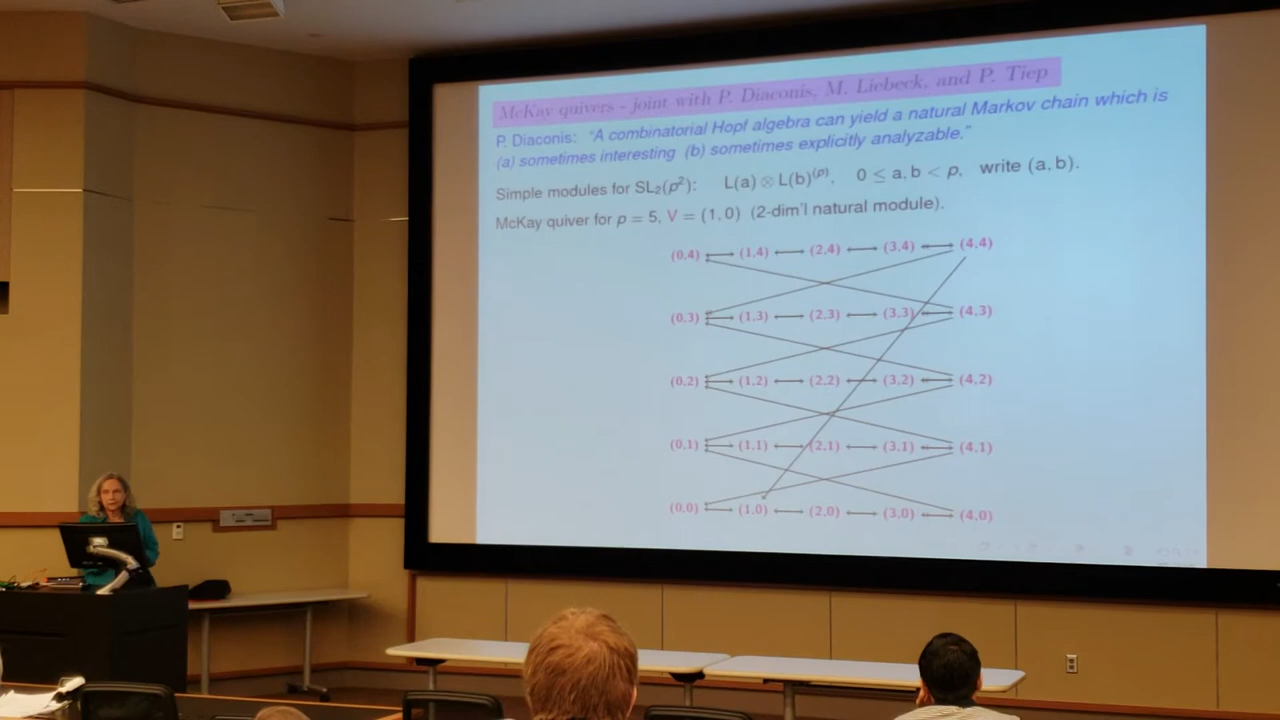 McKay quivers - joint with P. Diaconis, M. Liebeck, and P. Tiep
P. Diaconis: "A combinatorial Hopf algebra can yield a natural Markov chain which is
(a) sometimes interesting (b) sometimes explicitly analyzable."
Simple modules for SL₂(p²): L(a) ⊗ L(b)⁽ᵖ⁾, 0 ≤ a, b < p, write (a, b).
McKay quiver for p = 5, V = (1, 0) (2-dim'l natural module).
(0,4) (1,4) (2,4) (3,4) (4,4)
(0,3) (1,3) (2,3) (3,3) (4,3)
(0,2) (1,2) (2,2) (3,2) (4,2)
(0,1) (1,1) (2,1) (3,1) (4,1)
(0,0) (1,0) (2,0) (3,0) (4,0)